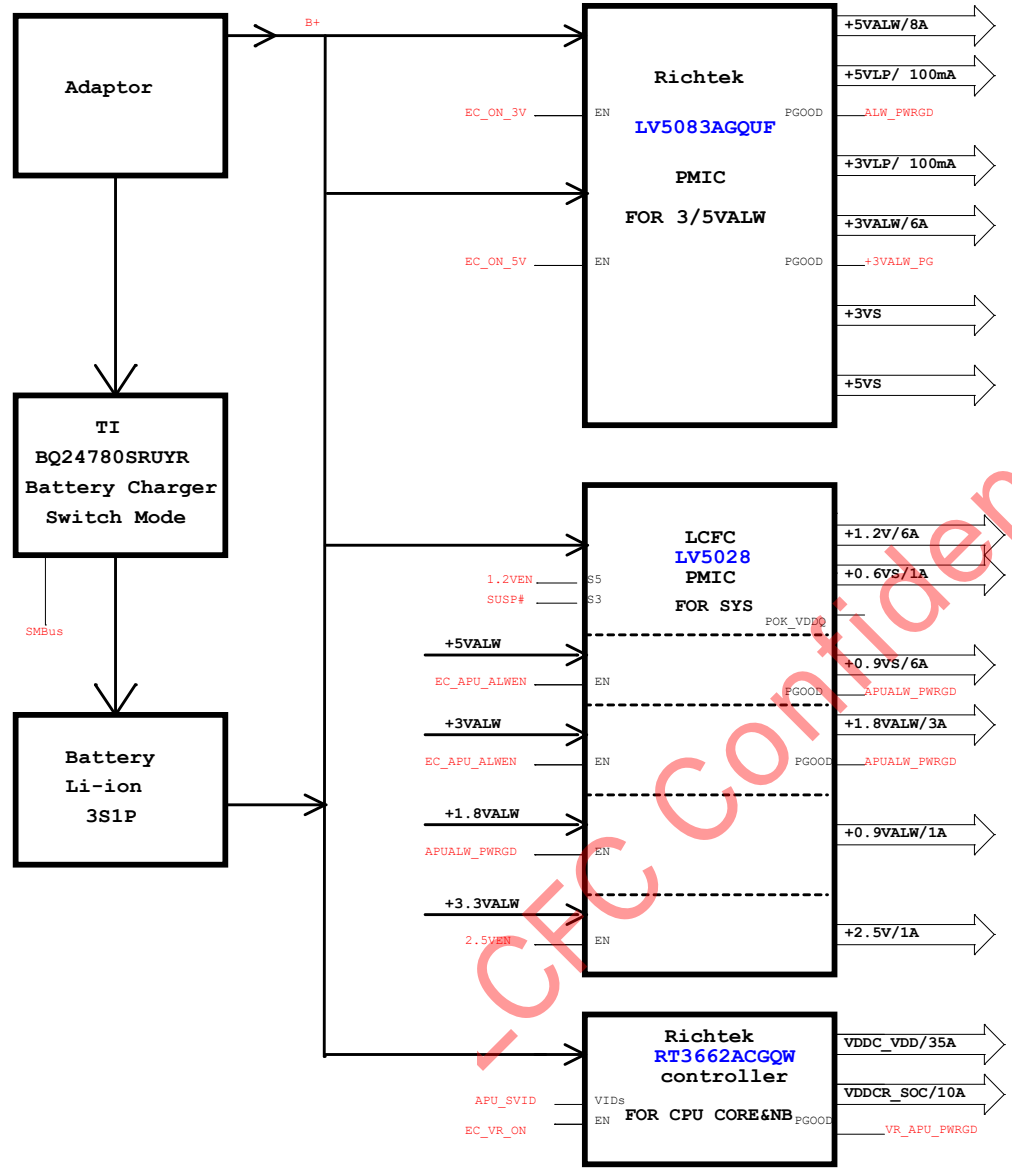 B+
Adaptor
TI
BQ24780SRUYR
Battery Charger
Switch Mode
SMBus
Battery
Li-ion
3S1P
Richtek
LV5083AGQUF
PMIC
FOR 3/5VALW
EC_ON_3V
EN
EC_ON_5V
EN
PGOOD
ALW_PWRGD
PGOOD
+3VALW_PG
+5VALW/8A
+5VLP/ 100mA
+3VLP/ 100mA
+3VALW/6A
+3VS
+5VS
LCFC
LV5028
PMIC
FOR SYS
1.2VEN
S5
SUSP#
S3
POK_VDDQ
+1.2V/6A
+0.6VS/1A
+5VALW
EC_APU_ALWEN
EN
PGOOD
+0.9VS/6A
APUALW_PWRGD
+3VALW
EC_APU_ALWEN
EN
PGOOD
+1.8VALW/3A
APUALW_PWRGD
+1.8VALW
APUALW_PWRGD
EN
+0.9VALW/1A
+3.3VALW
2.5VEN
EN
+2.5V/1A
Richtek
RT3662ACGQW
controller
FOR CPU CORE&NB
APU_SVID
VIDs
EC_VR_ON
EN
PGOOD
VDDC_VDD/35A
VDDCR_SOC/10A
VR_APU_PWRGD